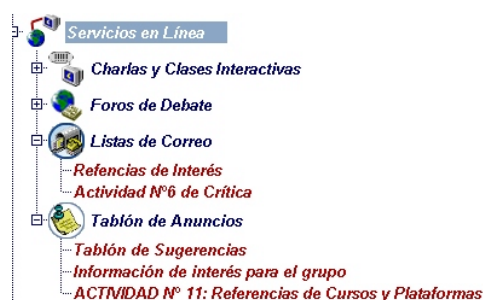 Servicios en Línea
Charlas y Clases Interactivas
Foros de Debate
Listas de Correo
Refencias de Interés
Actividad Nº6 de Crítica
Tablón de Anuncios
Tablón de Sugerencias
Información de interés para el grupo
ACTIVIDAD Nº 11: Referencias de Cursos y Plataformas